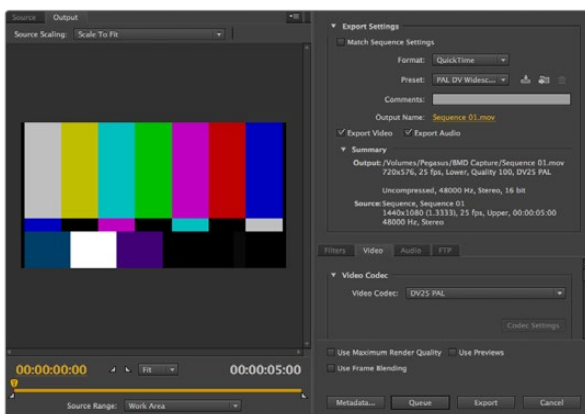 Source Output
Source Scaling: Scale To Fit
00:00:00:00 Fit 00:00:05:00
Source Range: Work Area
Export Settings
Match Sequence Settings
Format: QuickTime
Preset: PAL DV Widesc...
Comments:
Output Name: Sequence 01.mov
Export Video Export Audio
Summary
Output: /Volumes/Pegasus/BMD Capture/Sequence 01.mov
720x576, 25 fps, Lower, Quality 100, DV25 PAL
Uncompressed, 48000 Hz, Stereo, 16 bit
Source: Sequence, Sequence 01
1440x1080 (1.3333), 25 fps, Upper, 00:00:05:00
48000 Hz, Stereo
Filters Video Audio FTP
Video Codec
Video Codec: DV25 PAL
Codec Settings
Use Maximum Render Quality Use Previews
Use Frame Blending
Metadata... Queue Export Cancel